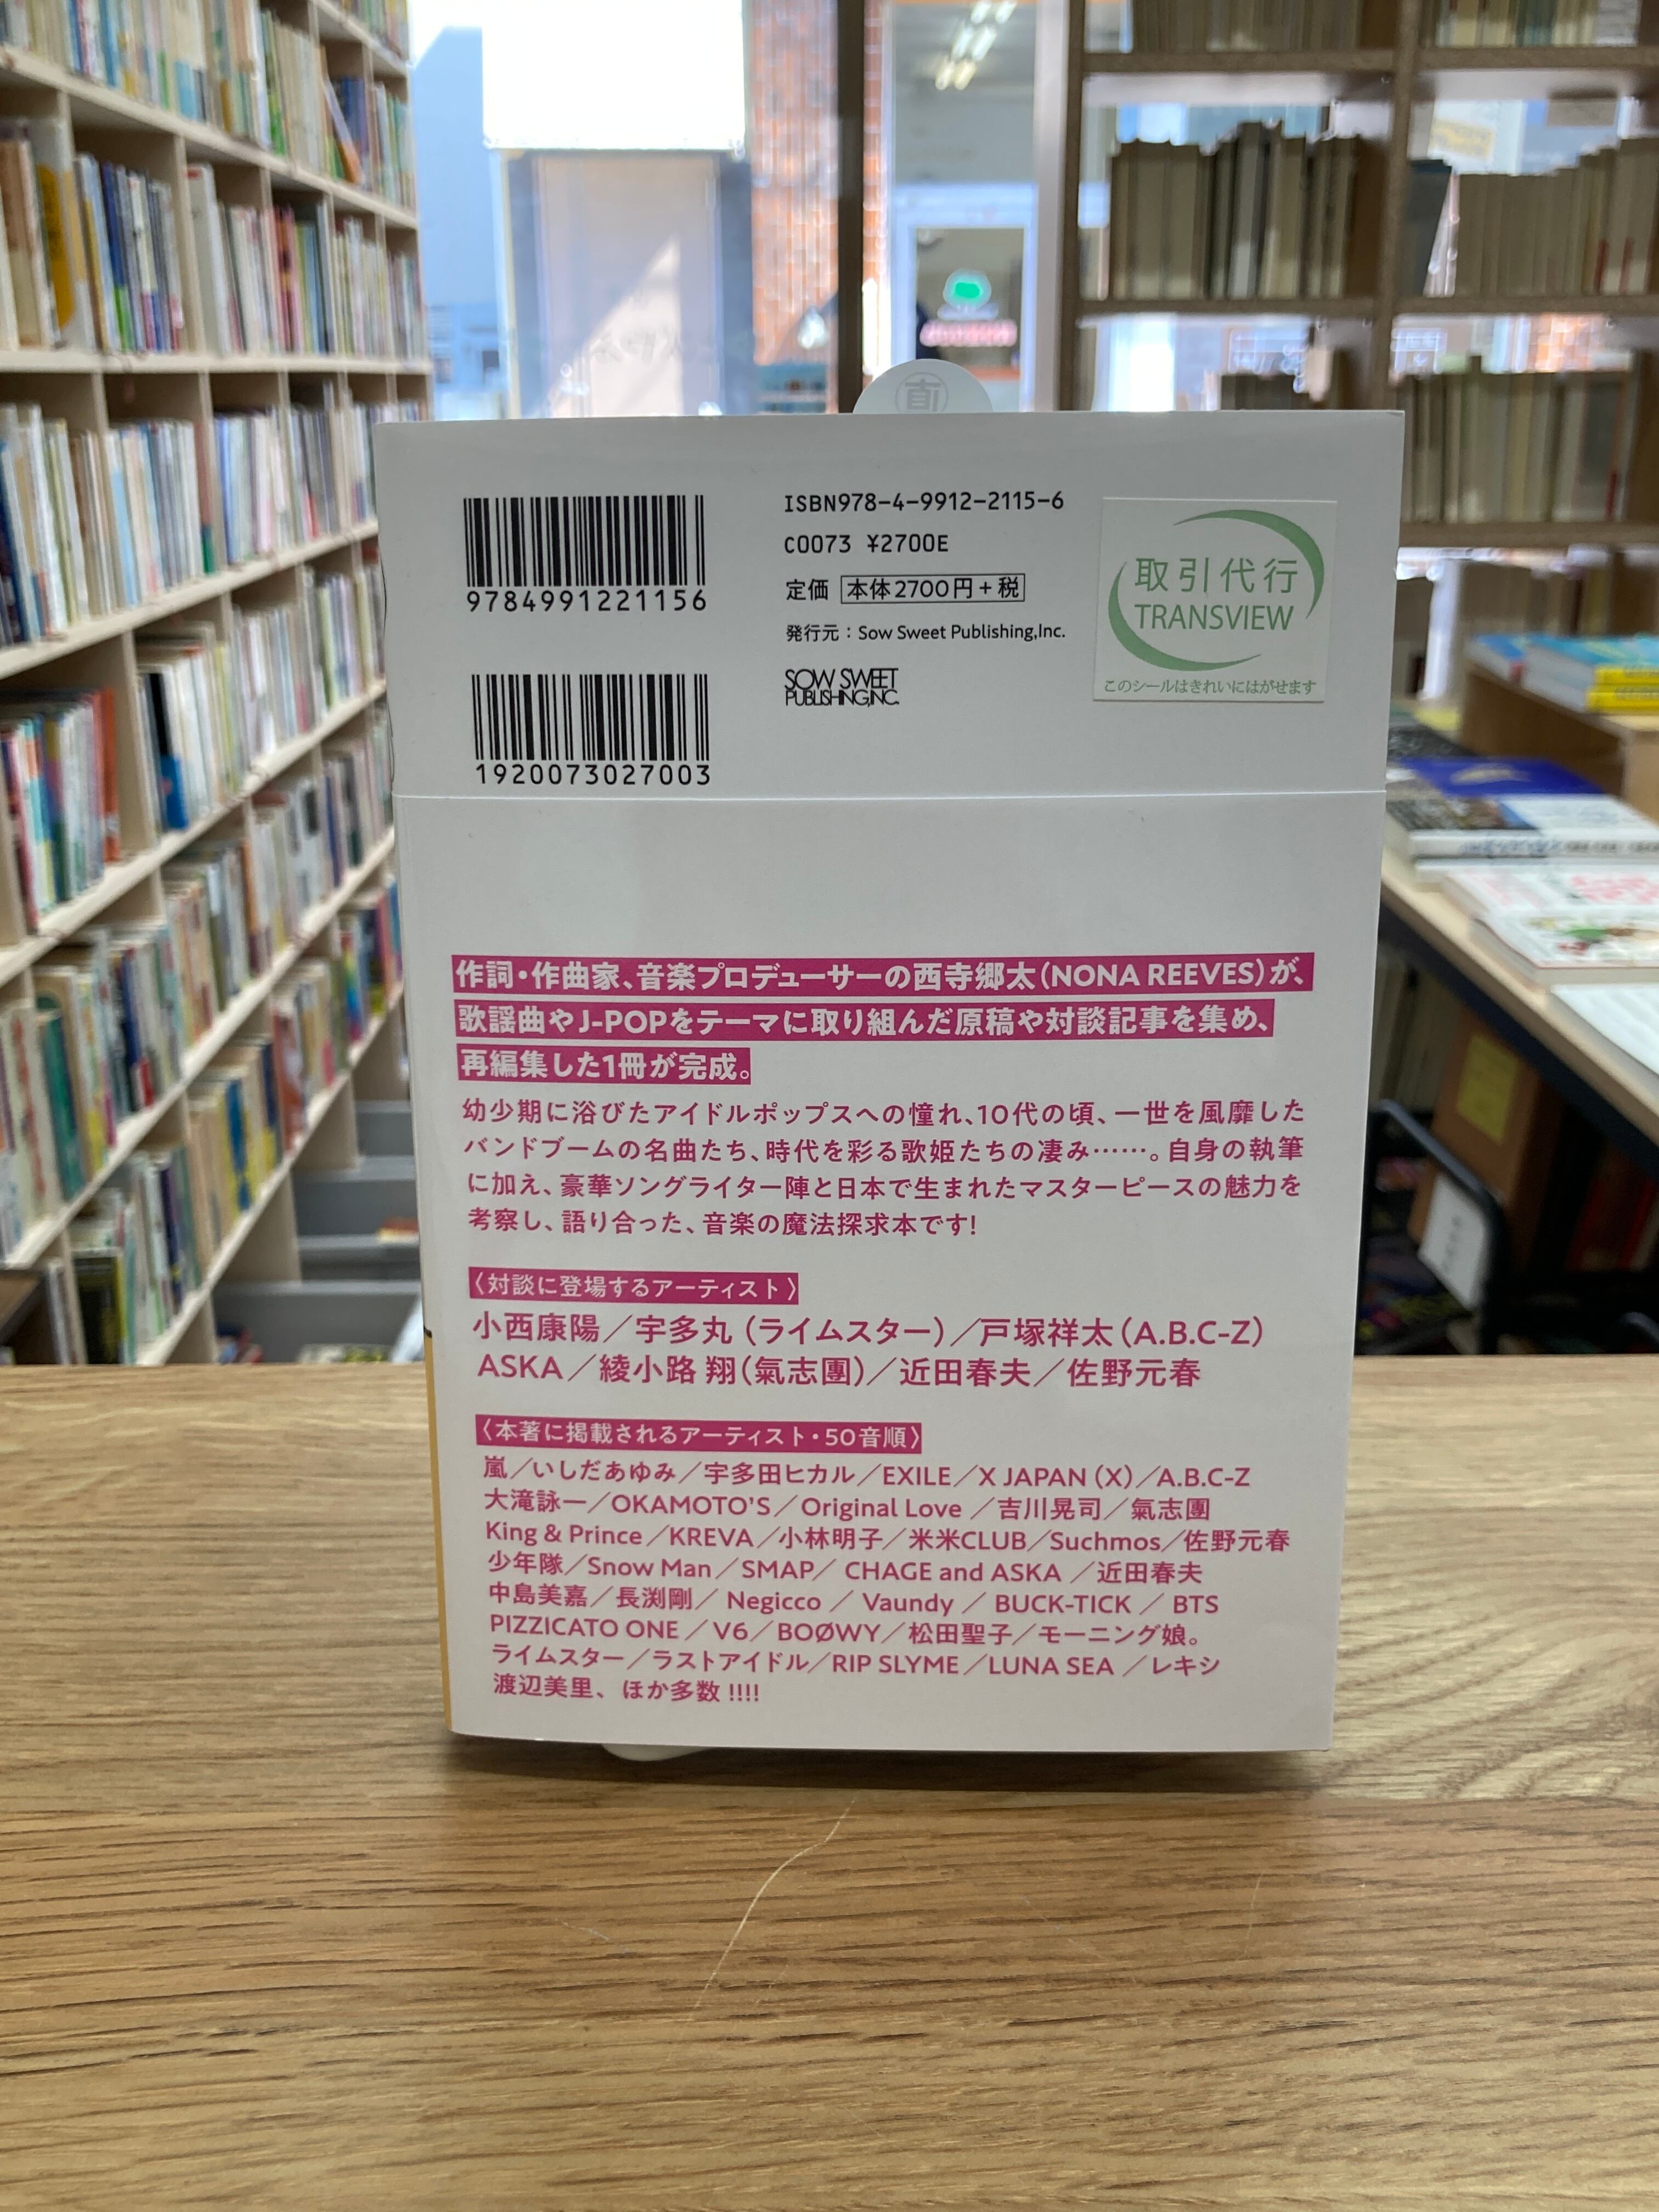 直
ISBN978-4-9912-2115-6
C0073 ¥2700E
定価 本体2700円+税
発行元：Sow Sweet Publishing,Inc.
SOW SWEET
PUBLISHING,INC.
9784991221156
1920073027003
取引代行
TRANSVIEW
このシールはきれいにはがせます
作詞・作曲家、音楽プロデューサーの西寺郷太（NONA REEVES）が、
歌謡曲やJ-POPをテーマに取り組んだ原稿や対談記事を集め、
再編集した1冊が完成。
幼少期に浴びたアイドルポップスへの憧れ、10代の頃、一世を風靡した
バンドブームの名曲たち、時代を彩る歌姫たちの凄み……。自身の執筆
に加え、豪華ソングライター陣と日本で生まれたマスターピースの魅力を
考察し、語り合った、音楽の魔法探求本です!
〈対談に登場するアーティスト〉
小西康陽／宇多丸（ライムスター）／戸塚祥太（A.B.C-Z）
ASKA／綾小路 翔（氣志團）／近田春夫／佐野元春
〈本著に掲載されるアーティスト・50音順〉
嵐／いしだあゆみ／宇多田ヒカル／EXILE／X JAPAN（X）／A.B.C-Z
大滝詠一／OKAMOTO'S／Original Love ／吉川晃司／氣志團
King & Prince／KREVA／小林明子／米米CLUB／Suchmos／佐野元春
少年隊／Snow Man／SMAP／ CHAGE and ASKA ／近田春夫
中島美嘉／長渕剛／ Negicco ／ Vaundy ／ BUCK-TICK ／ BTS
PIZZICATO ONE ／V6／BOØWY／松田聖子／モーニング娘。
ライムスター／ラストアイドル／RIP SLYME／LUNA SEA ／レキシ
渡辺美里、ほか多数 !!!!